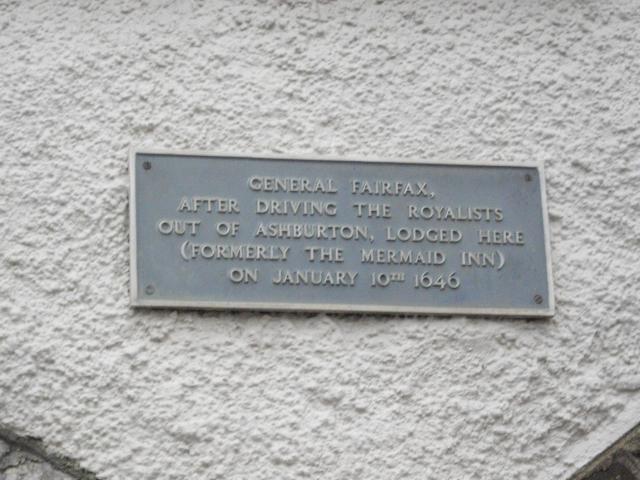 GENERAL FAIRFAX,
AFTER DRIVING THE ROYALISTS
OUT OF ASHBURTON, LODGED HERE
(FORMERLY THE MERMAID INN)
ON JANUARY 10TH 1646